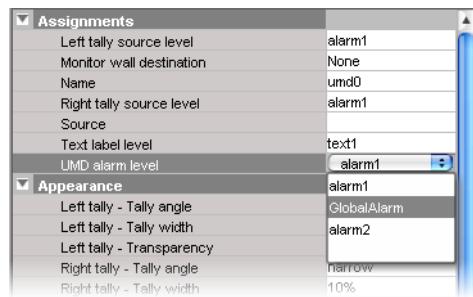 Assignments
Left tally source level alarm1
Monitor wall destination None
Name umd0
Right tally source level alarm1
Source
Text label level text1
UMD alarm level alarm1
alarm1
Appearance
GlobalAlarm
Left tally - Tally angle
alarm2
Left tally - Tally width
Left tally - Transparency
Right tally - Tally angle narrow
Right tally - Tally width 10%